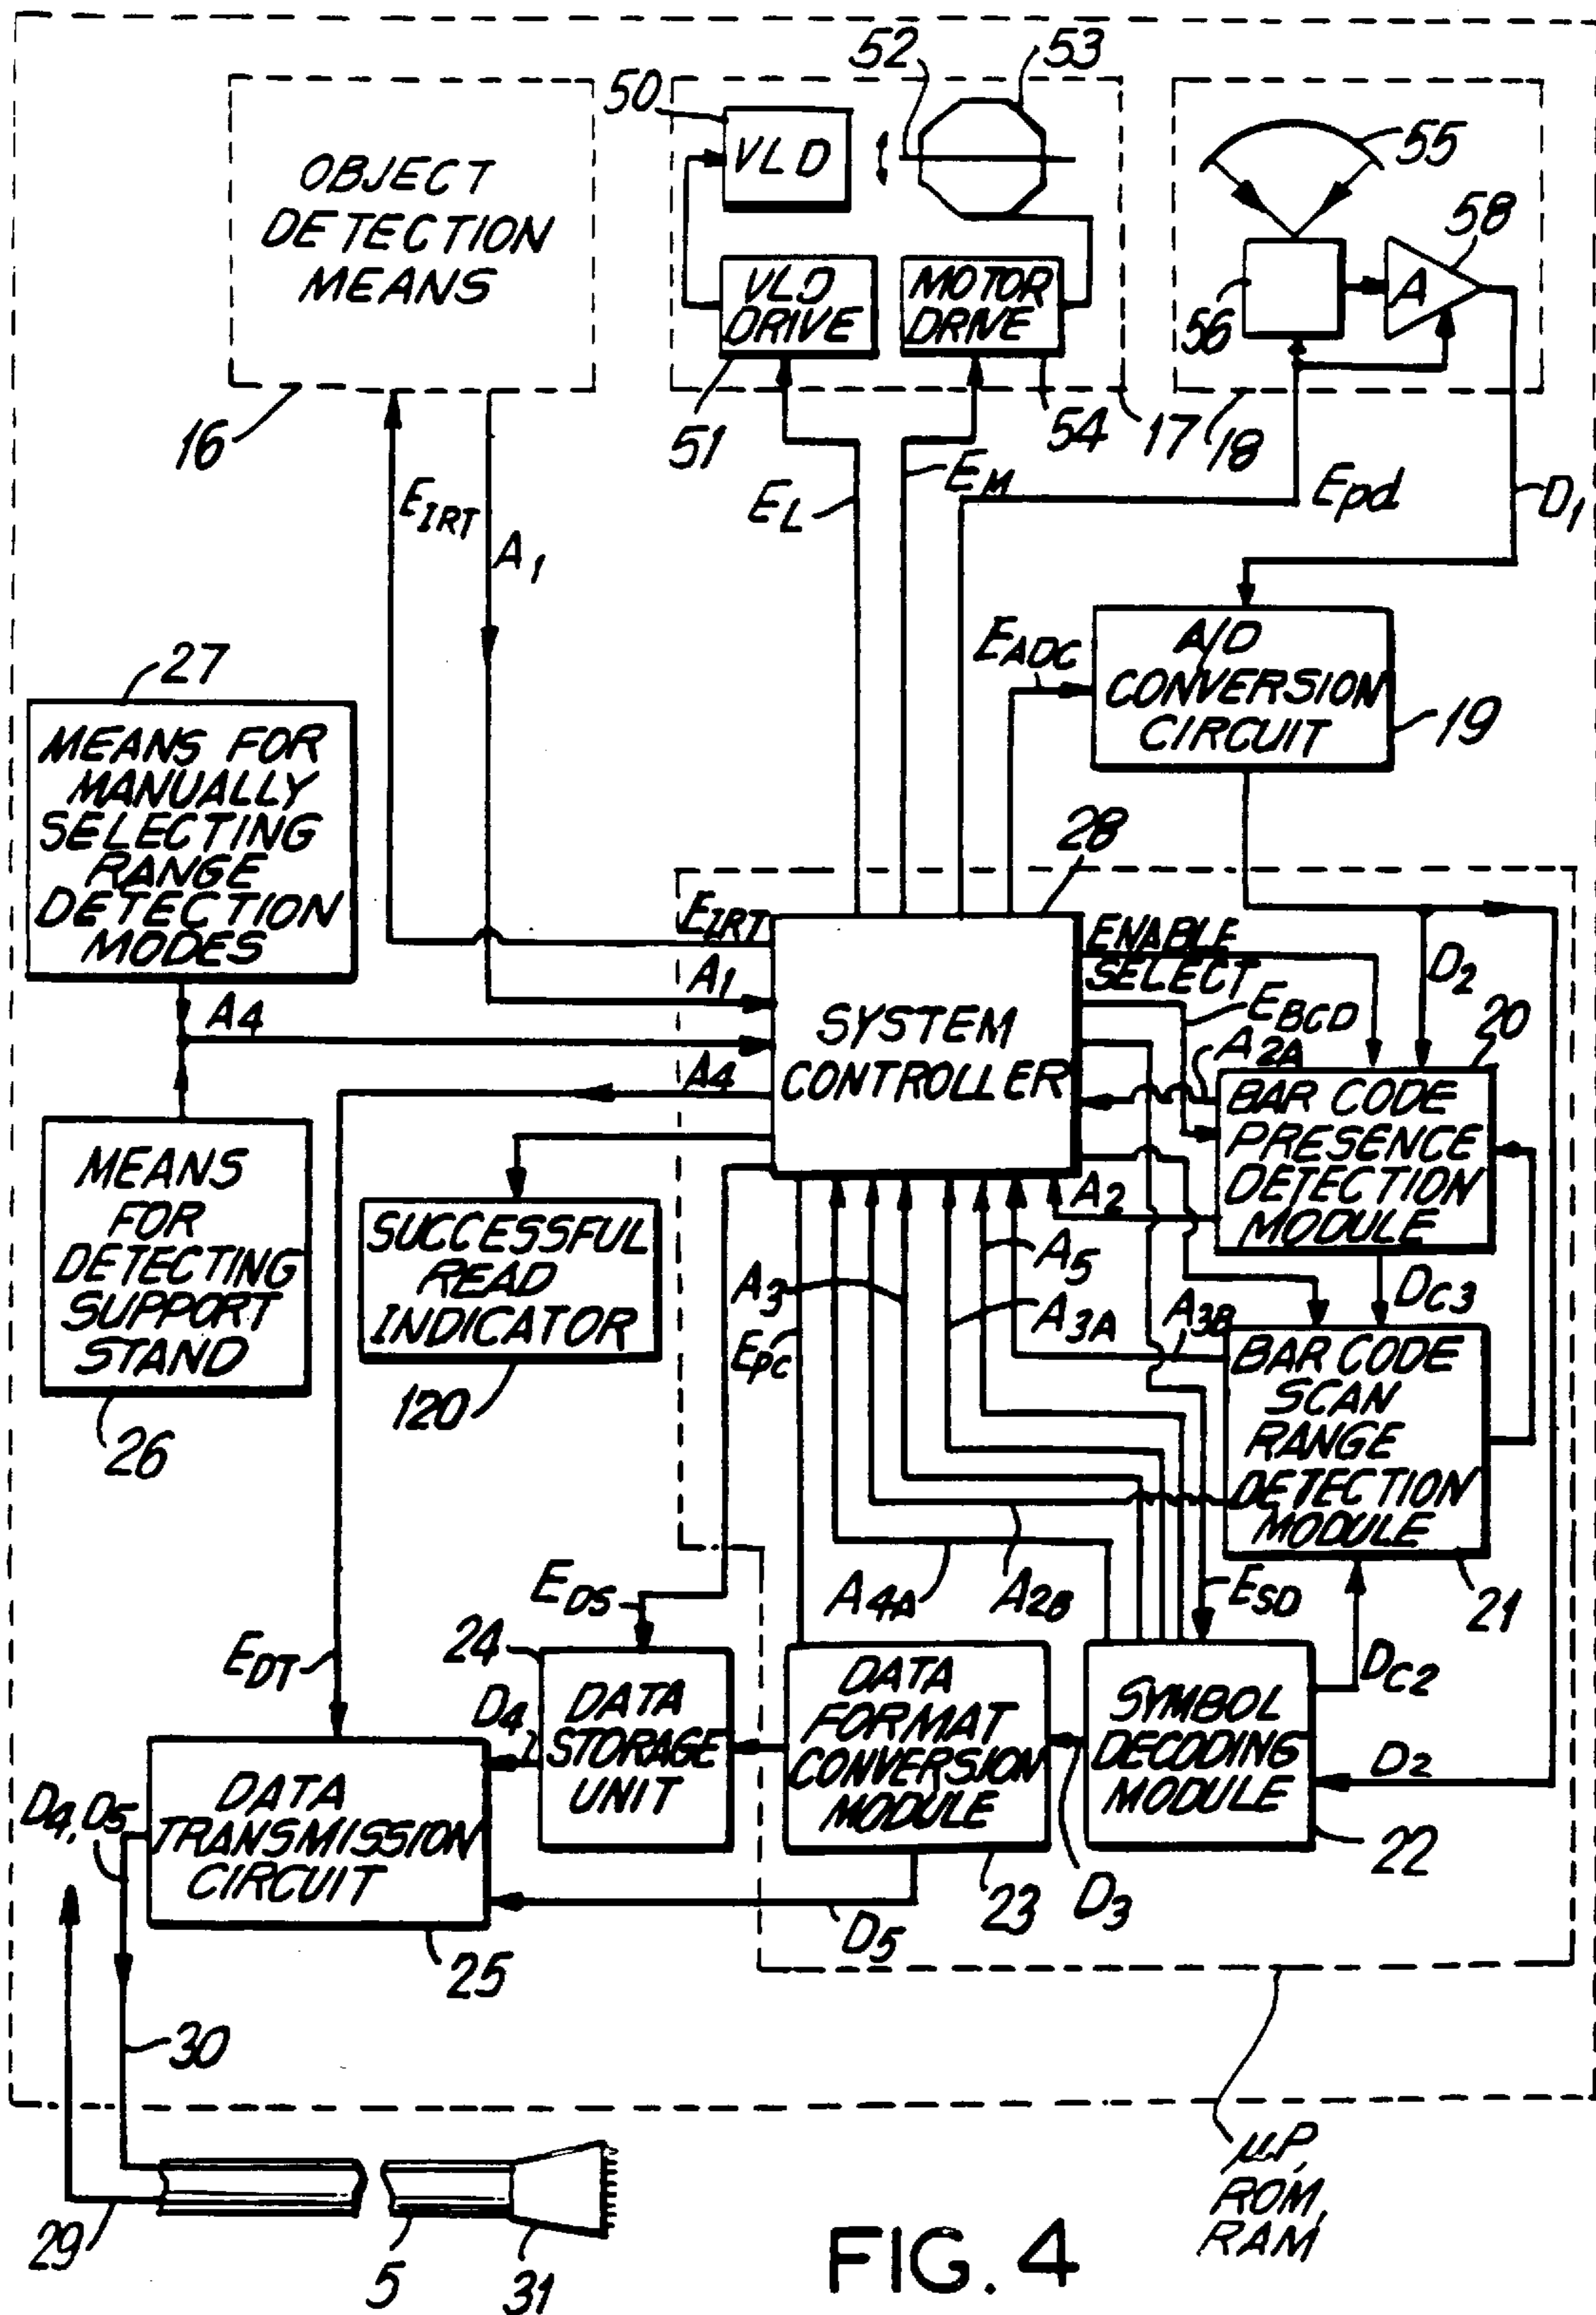 52
53
50
VLD
55
OBJECT
DETECTION
MEANS
58
A
VLD
DRIVE
MOTOR
DRIVE
56
16
51
54
17
18
EL
EM
Epd
D1
EIRT
A1
27
MEANS FOR
MANUALLY
SELECTING
RANGE
DETECTION
MODES
EADC
A/D
CONVERSION
CIRCUIT
19
28
EIRT
A1
A4
A4
SYSTEM
CONTROLLER
ENABLE
SELECT
EBCD
A2A
D2
20
BAR CODE
PRESENCE
DETECTION
MODULE
A2
MEANS
FOR
DETECTING
SUPPORT
STAND
26
SUCCESSFUL
READ
INDICATOR
120
A3
EPC
A5
A3A
A3B
DC3
BAR CODE
SCAN
RANGE
DETECTION
MODULE
21
A4A
A2B
ESD
EDS
24
EDT
D4
DATA
STORAGE
UNIT
DATA
FORMAT
CONVERSION
MODULE
SYMBOL
DECODING
MODULE
DC2
D2
22
D4, D5
DATA
TRANSMISSION
CIRCUIT
25
D5
23
D3
30
29
5
31
μP,
ROM,
RAM
FIG. 4